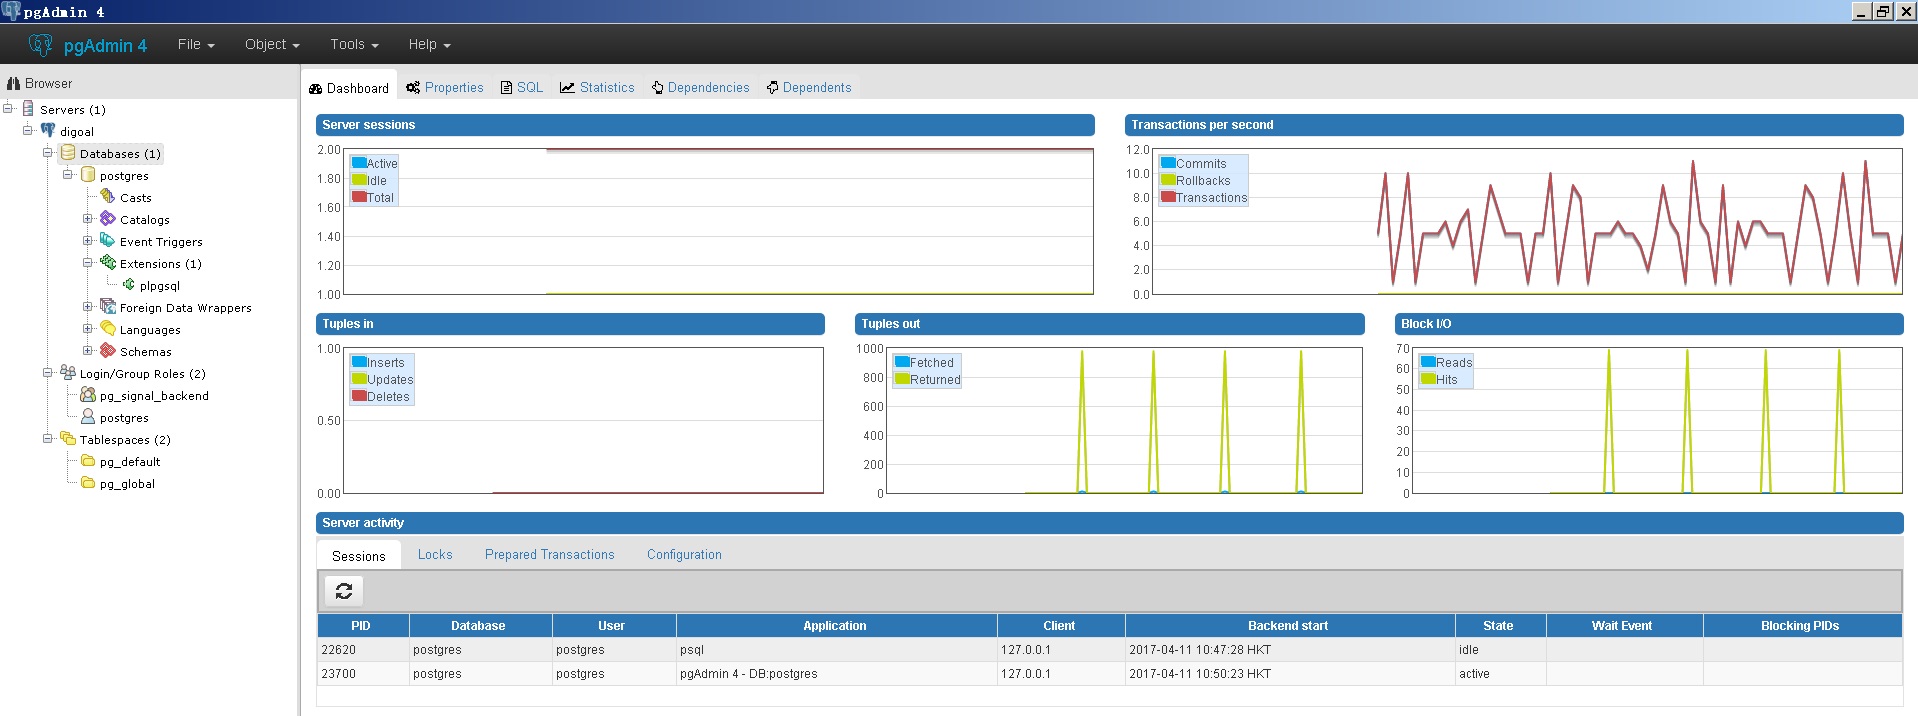 pgAdmin 4
pgAdmin 4 File Object Tools Help
Browser
Servers (1)
digoal
Databases (1)
postgres
Casts
Catalogs
Event Triggers
Extensions (1)
plpgsql
Foreign Data Wrappers
Languages
Schemas
Login/Group Roles (2)
pg_signal_backend
postgres
Tablespaces (2)
pg_default
pg_global
Dashboard Properties SQL Statistics Dependencies Dependents
Server sessions
2.00
1.80
1.60
1.40
1.20
1.00
Active
Idle
Total
Transactions per second
12.0
10.0
8.0
6.0
4.0
2.0
0.0
Commits
Rollbacks
Transactions
Tuples in
1.00
0.50
0.00
Inserts
Updates
Deletes
Tuples out
1000
800
600
400
200
0
Fetched
Returned
Block I/O
70
60
50
40
30
20
10
0
Reads
Hits
Server activity
Sessions Locks Prepared Transactions Configuration
PID Database User Application Client Backend start State Wait Event Blocking PIDs
22620 postgres postgres psql 127.0.0.1 2017-04-11 10:47:28 HKT idle
23700 postgres postgres pgAdmin 4 - DB:postgres 127.0.0.1 2017-04-11 10:50:23 HKT active